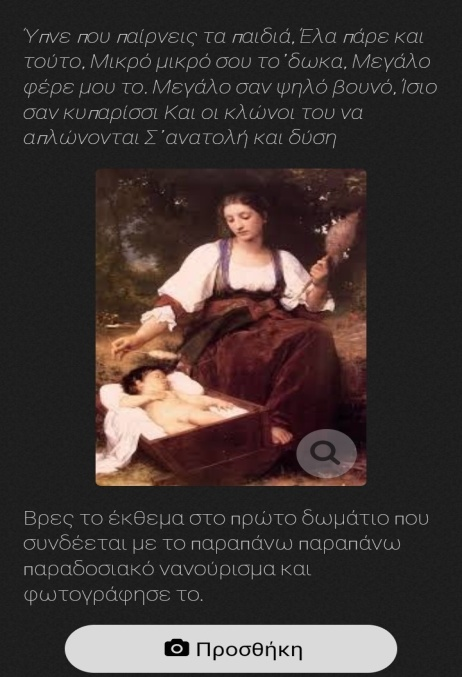 Ύπνε που παίρνεις τα παιδιά, Έλα πάρε και
τούτο, Μικρό μικρό σου το 'δωκα, Μεγάλο
φέρε μου το. Μεγάλο σαν ψηλό βουνό, Ίσιο
σαν κυπαρίσσι Και οι κλώνοι του να
απλώνονται Σ' ανατολή και δύση
Βρες το έκθεμα στο πρώτο δωμάτιο που
συνδέεται με το παραπάνω παραπάνω
παραδοσιακό νανούρισμα και
φωτογράφησε το.
Προσθήκη